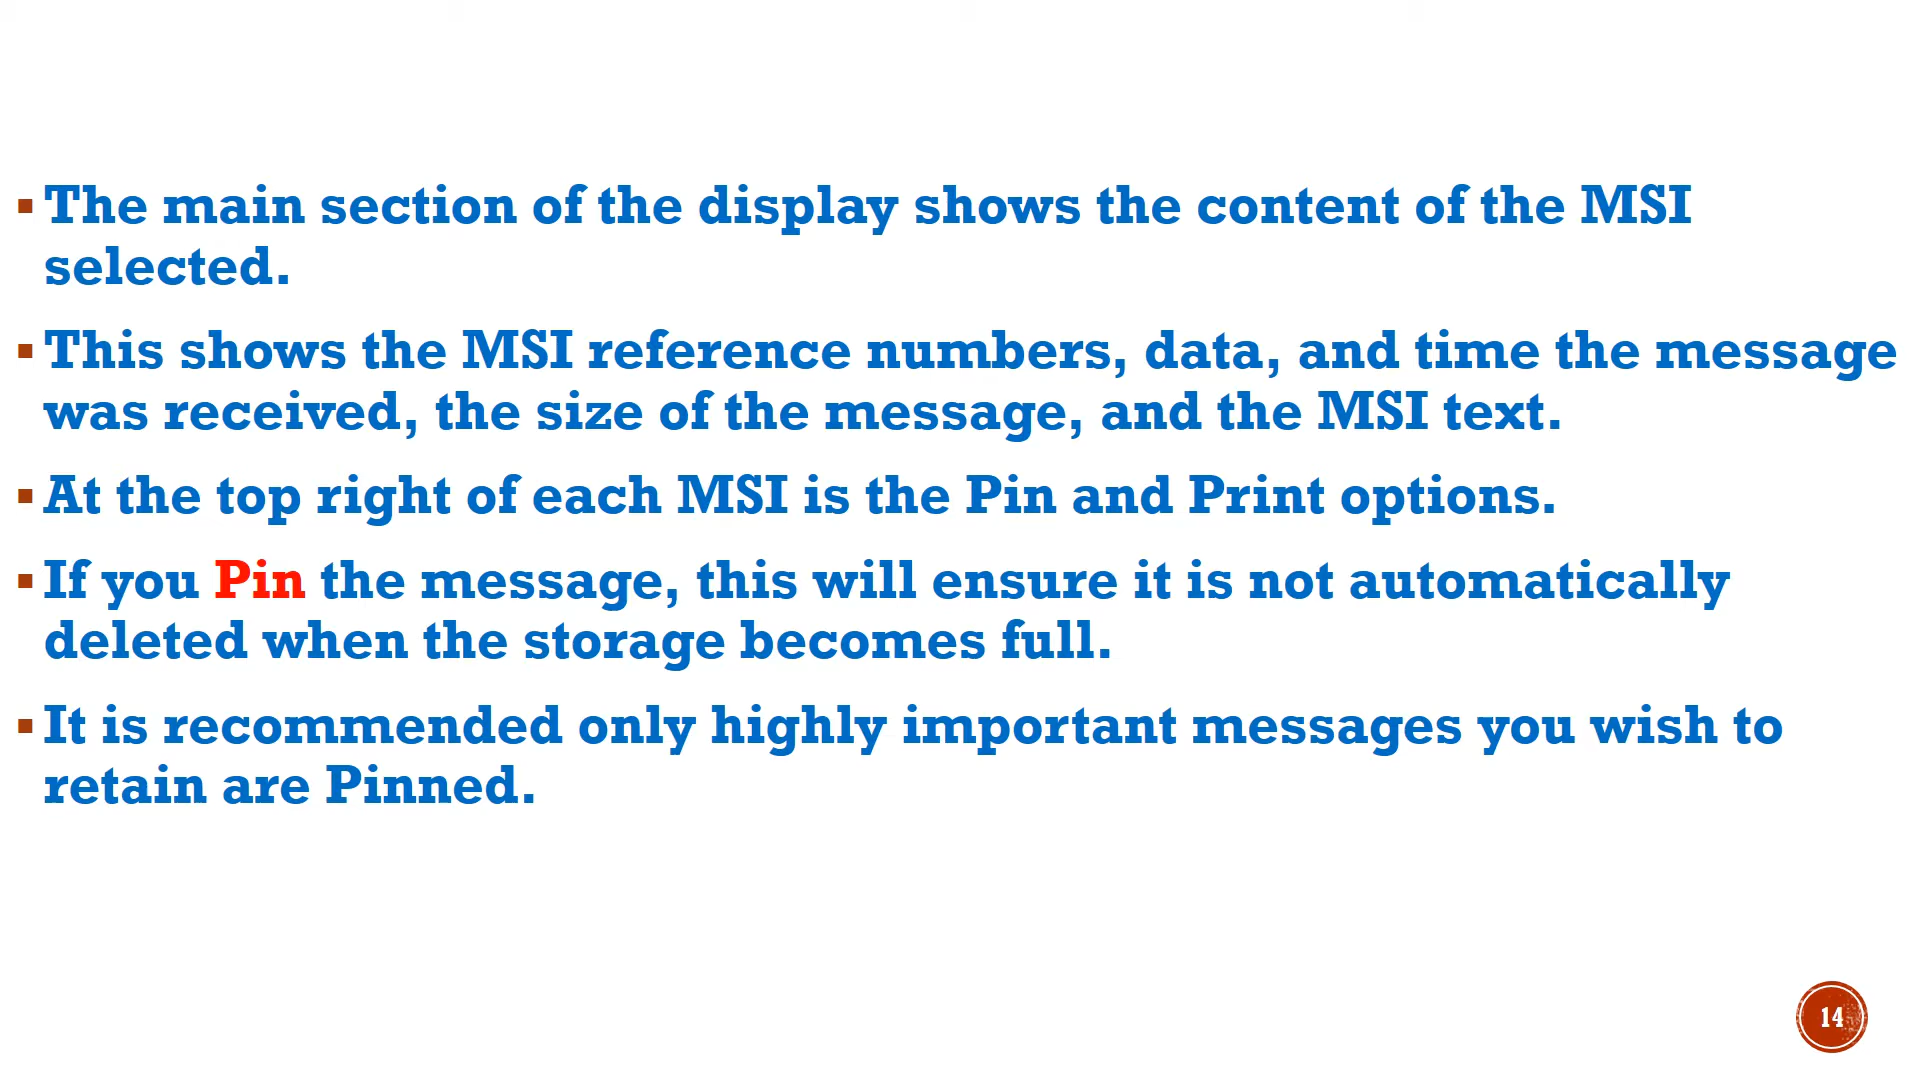 ▪ The main section of the display shows the content of the MSI
selected.
▪ This shows the MSI reference numbers, data, and time the message
was received, the size of the message, and the MSI text.
▪ At the top right of each MSI is the Pin and Print options.
▪ If you Pin the message, this will ensure it is not automatically
deleted when the storage becomes full.
▪ It is recommended only highly important messages you wish to
retain are Pinned.
14